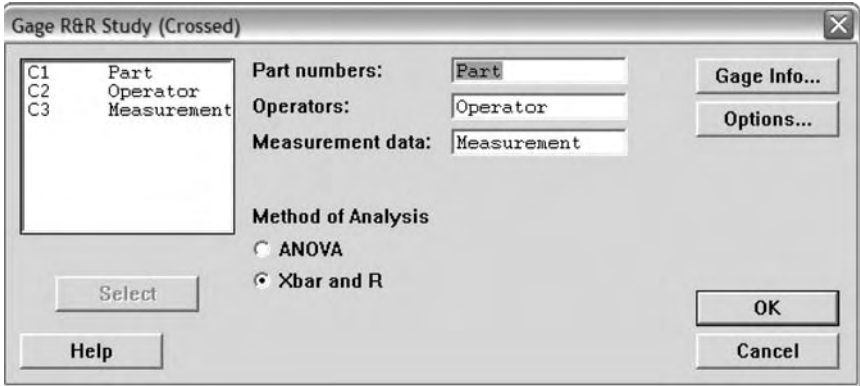 Gage R&R Study (Crossed)
C1 Part
C2 Operator
C3 Measurement
Part numbers: Part
Operators: Operator
Measurement data: Measurement
Method of Analysis
ANOVA
Xbar and R
Gage Info...
Options...
Select
Help
OK
Cancel